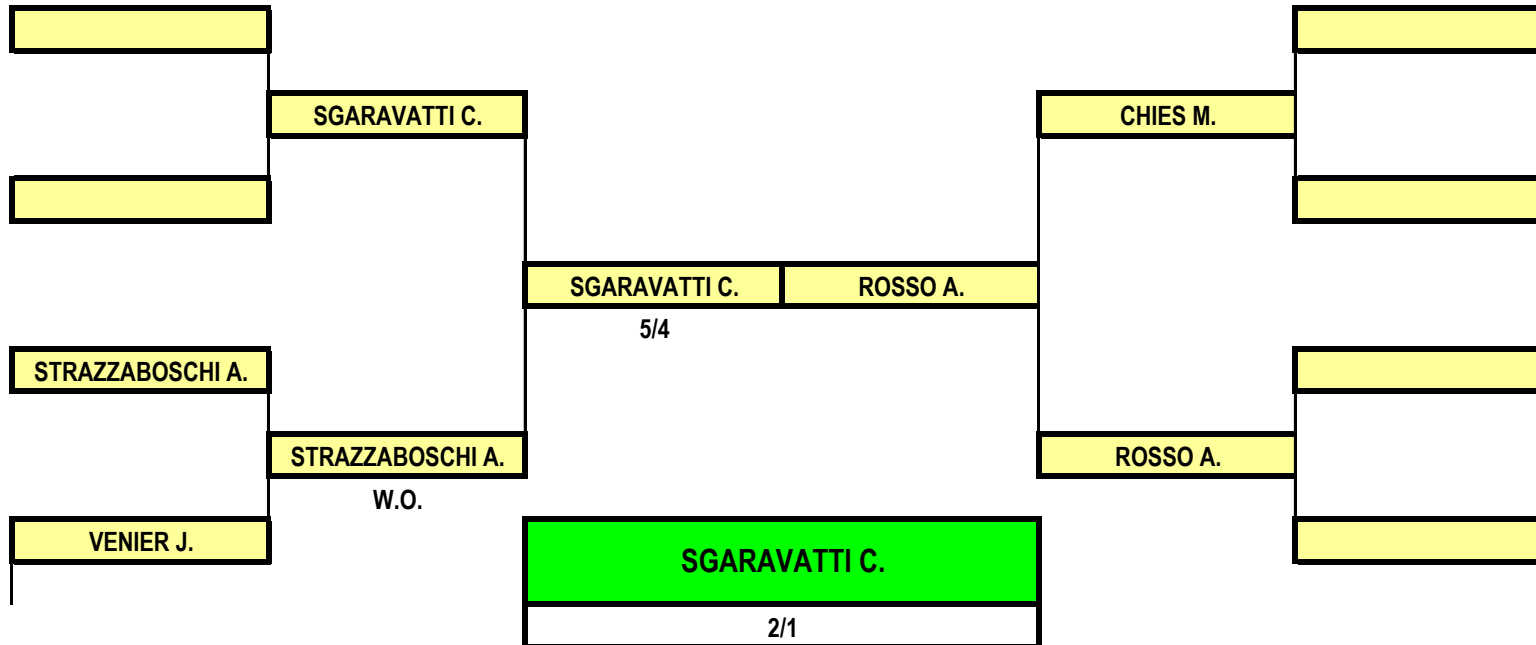 SGARAVATTI C.
CHIES M.
SGARAVATTI C.
ROSSO A.
5/4
STRAZZABOSCHI A.
STRAZZABOSCHI A.
ROSSO A.
W.O.
VENIER J.
SGARAVATTI C.
2/1